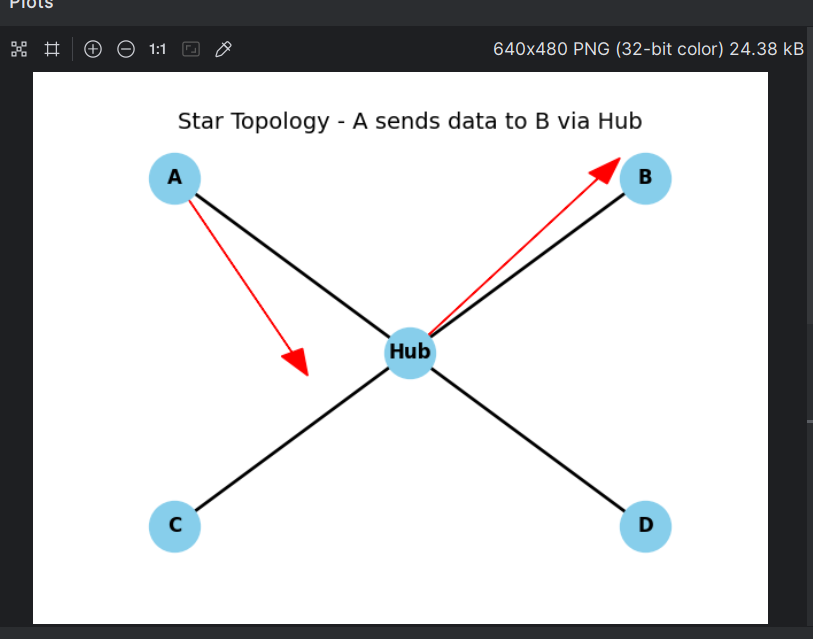 Plots
1:1
640x480 PNG (32-bit color) 24.38 kB
Star Topology - A sends data to B via Hub
A
B
Hub
C
D